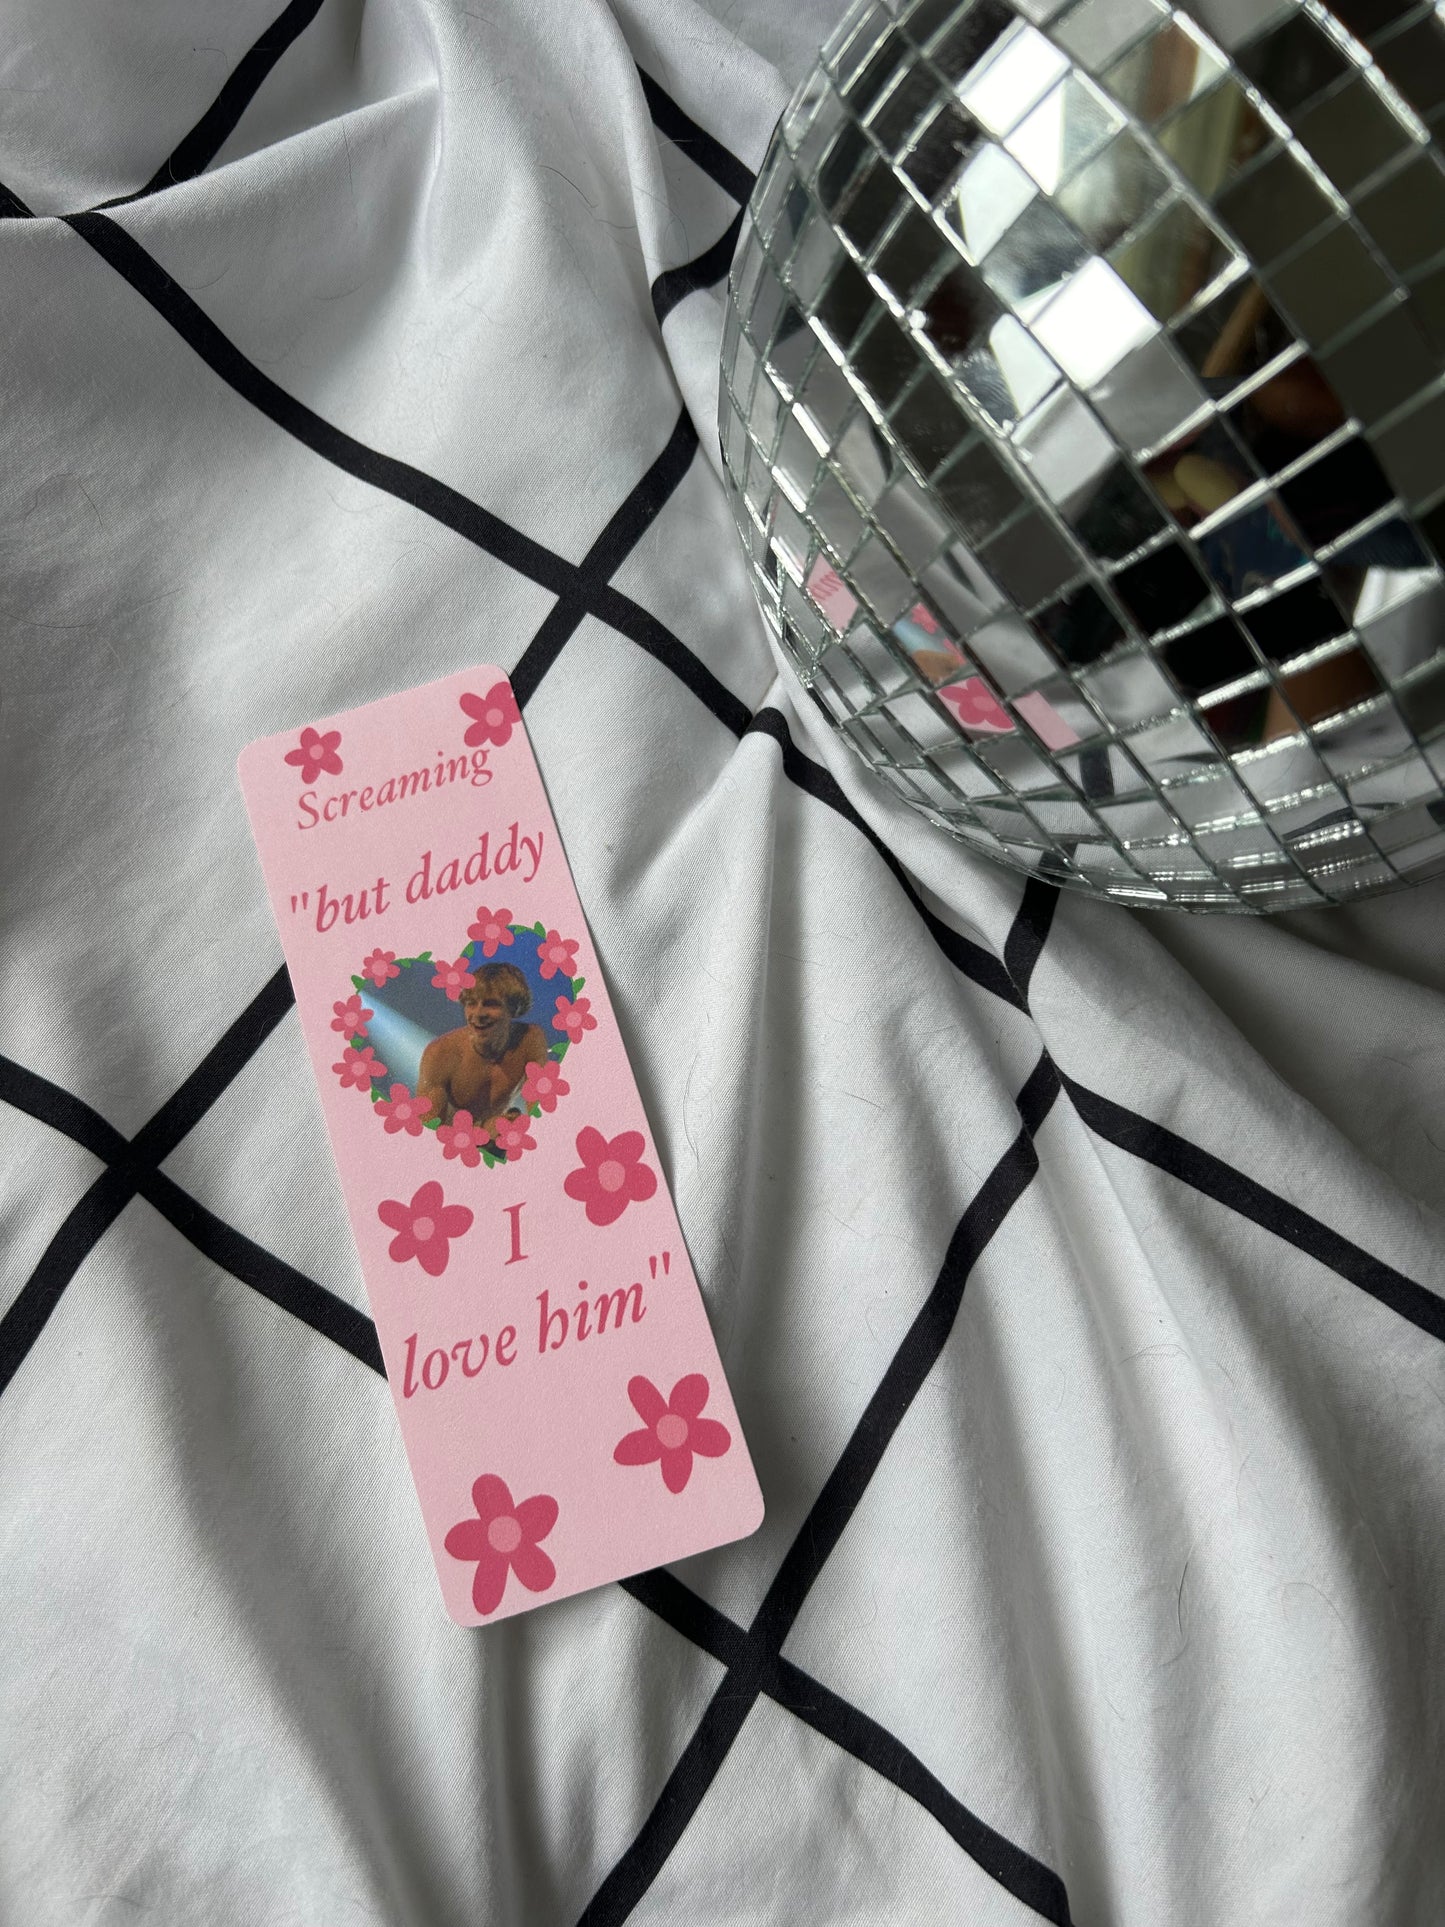 Screaming
"but daddy
I
love him"